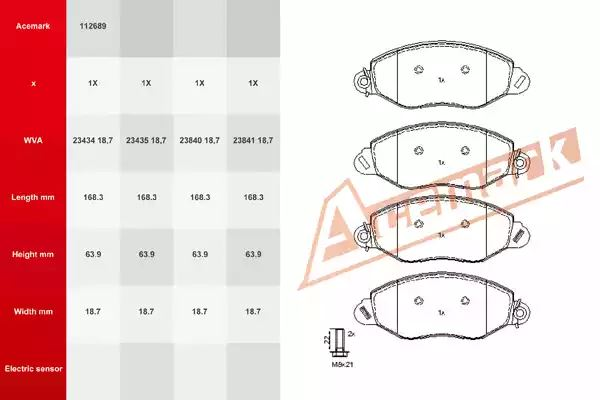 Acemark 112689
x 1X 1X 1X 1X
WVA 23434 18,7 23435 18,7 23840 18,7 23841 18,7
Length mm 168.3 168.3 168.3 168.3
Height mm 63.9 63.9 63.9 63.9
Width mm 18.7 18.7 18.7 18.7
Electric sensor
1x
1x
1x
1x
Acemark
22
2x
M8x21